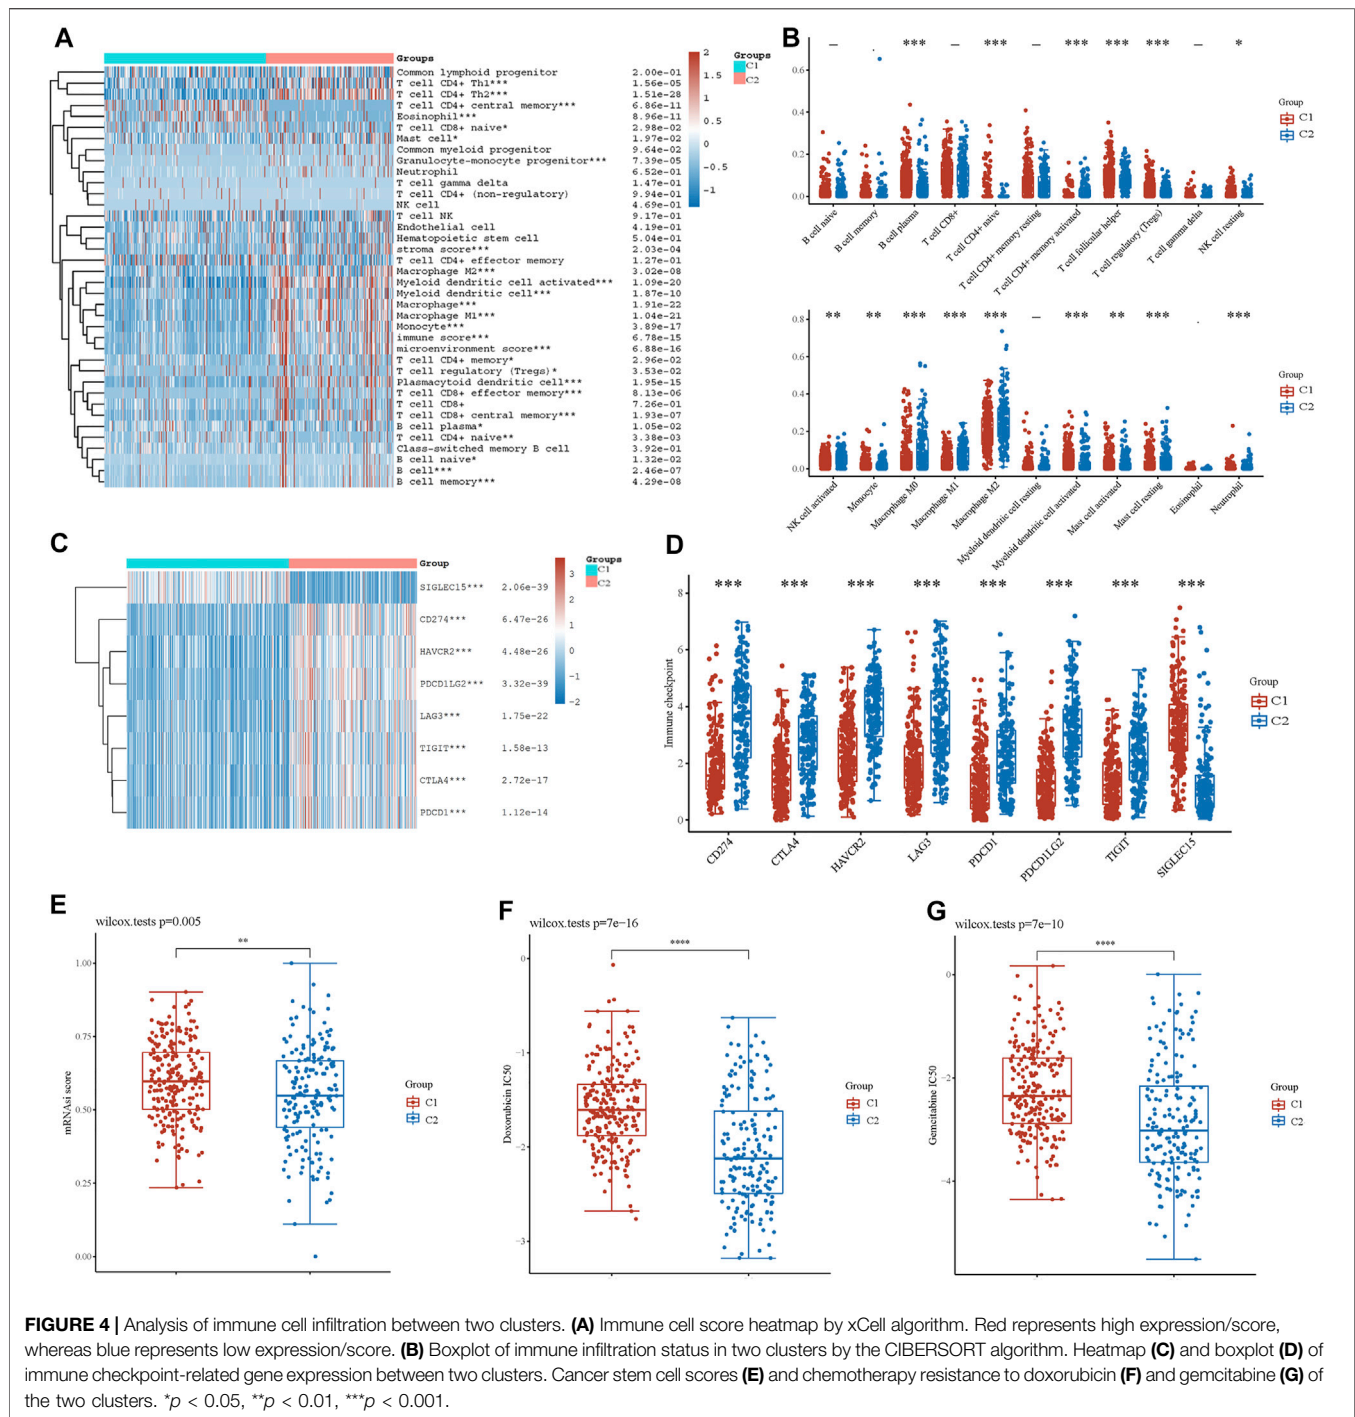 A
Groups
Common lymphoid progenitor 2.00e-01
T cell CD4+ Th1*** 1.56e-05
T cell CD4+ Th2*** 1.51e-28
T cell CD4+ central memory*** 6.86e-11
Eosinophil*** 8.96e-11
T cell CD8+ naive* 2.98e-02
Mast cell* 1.97e-02
Common myeloid progenitor 9.64e-02
Granulocyte-monocyte progenitor*** 7.39e-05
Neutrophil 6.52e-01
T cell gamma delta 1.47e-01
T cell CD4+ (non-regulatory) 9.94e-01
NK cell 4.69e-01
T cell NK 9.17e-01
Endothelial cell 4.19e-01
Hematopoietic stem cell 5.04e-01
stroma score*** 2.03e-04
T cell CD4+ effector memory 1.27e-01
Macrophage M2*** 3.02e-08
Myeloid dendritic cell activated*** 1.09e-20
Myeloid dendritic cell*** 1.87e-10
Macrophage*** 1.91e-22
Macrophage M1*** 1.04e-21
Monocyte*** 3.89e-17
immune score*** 6.78e-15
microenvironment score*** 6.88e-16
T cell CD4+ memory* 2.96e-02
T cell regulatory (Tregs)* 3.53e-02
Plasmacytoid dendritic cell*** 1.95e-15
T cell CD8+ effector memory*** 8.13e-06
T cell CD8+ 7.26e-01
T cell CD8+ central memory*** 1.93e-07
B cell plasma* 1.05e-02
T cell CD4+ naive** 3.38e-03
Class-switched memory B cell 3.92e-01
B cell naive* 1.32e-02
B cell*** 2.46e-07
B cell memory*** 4.29e-08
2
1.5
1
0.5
0
−0.5
−1
Groups
C1
C2
B
– . *** – *** – *** *** *** – *
0.6
0.4
0.2
0.0
B cell naive
B cell memory
B cell plasma
T cell CD8+
T cell CD4+ naive
T cell CD4+ memory resting
T cell CD4+ memory activated
T cell follicular helper
T cell regulatory (Tregs)
T cell gamma delta
NK cell resting
Group
C1
C2
** ** *** *** *** – *** ** *** . ***
0.8
0.6
0.4
0.2
0.0
NK cell activated
Monocyte
Macrophage M0
Macrophage M1
Macrophage M2
Myeloid dendritic cell resting
Myeloid dendritic cell activated
Mast cell activated
Mast cell resting
Eosinophil
Neutrophil
Group
C1
C2
C
Group
SIGLEC15*** 2.06e-39
CD274*** 6.47e-26
HAVCR2*** 4.48e-26
PDCD1LG2*** 3.32e-39
LAG3*** 1.75e-22
TIGIT*** 1.58e-13
CTLA4*** 2.72e-17
PDCD1*** 1.12e-14
3
2
1
0
−1
−2
Groups
C1
C2
D
*** *** *** *** *** *** *** ***
Immune checkpoint
8
6
4
2
0
CD274
CTLA4
HAVCR2
LAG3
PDCD1
PDCD1LG2
TIGIT
SIGLEC15
Group
C1
C2
E
wilcox.tests p=0.005
**
mRNAsi score
1.00
0.75
0.50
0.25
0.00
Group
C1
C2
F
wilcox.tests p=7e−16
****
Doxorubicin IC50
0
−1
−2
−3
Group
C1
C2
G
wilcox.tests p=7e−10
****
Gemcitabine IC50
0
−2
−4
Group
C1
C2
FIGURE 4 | Analysis of immune cell infiltration between two clusters. (A) Immune cell score heatmap by xCell algorithm. Red represents high expression/score,
whereas blue represents low expression/score. (B) Boxplot of immune infiltration status in two clusters by the CIBERSORT algorithm. Heatmap (C) and boxplot (D) of
immune checkpoint-related gene expression between two clusters. Cancer stem cell scores (E) and chemotherapy resistance to doxorubicin (F) and gemcitabine (G) of
the two clusters. *p < 0.05, **p < 0.01, ***p < 0.001.